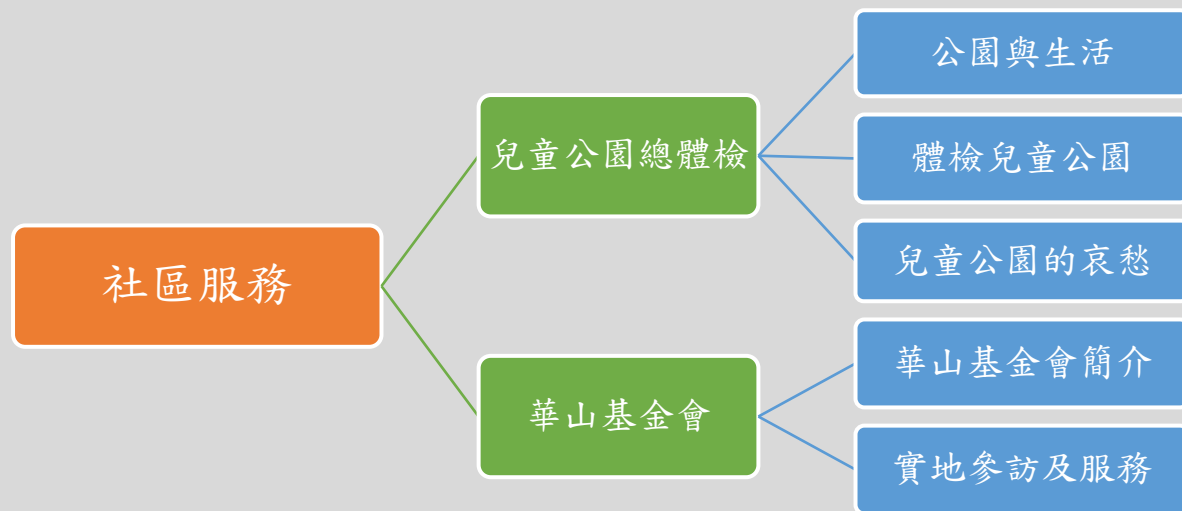 社區服務
兒童公園總體檢
公園與生活
體檢兒童公園
兒童公園的哀愁
華山基金會
華山基金會簡介
實地參訪及服務